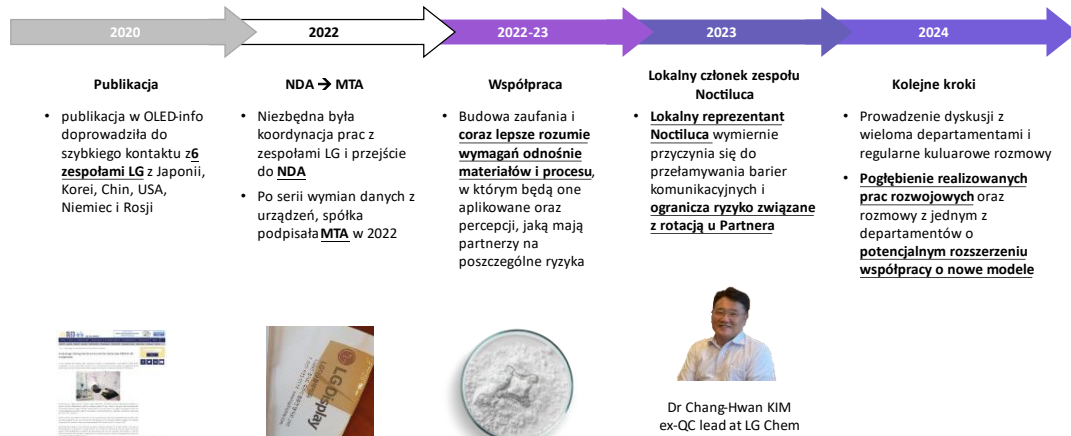 2020
2022
2022-23
2023
2024
Publikacja
• publikacja w OLED-info
doprowadziła do
szybkiego kontaktu z6
zespołami LG z Japonii,
Korei, Chin, USA,
Niemiec i Rosji
NDA → MTA
• Niezbędna była
koordynacja prac z
zespołami LG i przejście
do NDA
• Po serii wymian danych z
urządzeń, spółka
podpisała MTA w 2022
Współpraca
• Budowa zaufania i
coraz lepsze rozumie
wymagań odnośnie
materiałów i procesu,
w którym będą one
aplikowane oraz
percepcji, jaką mają
partnerzy na
poszczególne ryzyka
Lokalny członek zespołu
Noctiluca
• Lokalny reprezentant
Noctiluca wymiernie
przyczynia się do
przełamywania barier
komunikacyjnych i
ogranicza ryzyko związane
z rotacją u Partnera
Kolejne kroki
• Prowadzenie dyskusji z
wieloma departamentami i
regularne kuluarowe rozmowy
• Pogłębienie realizowanych
prac rozwojowych oraz
rozmowy z jednym z
departamentów o
potencjalnym rozszerzeniu
współpracy o nowe modele
LG Display
Dr Chang-Hwan KIM
ex-QC lead at LG Chem